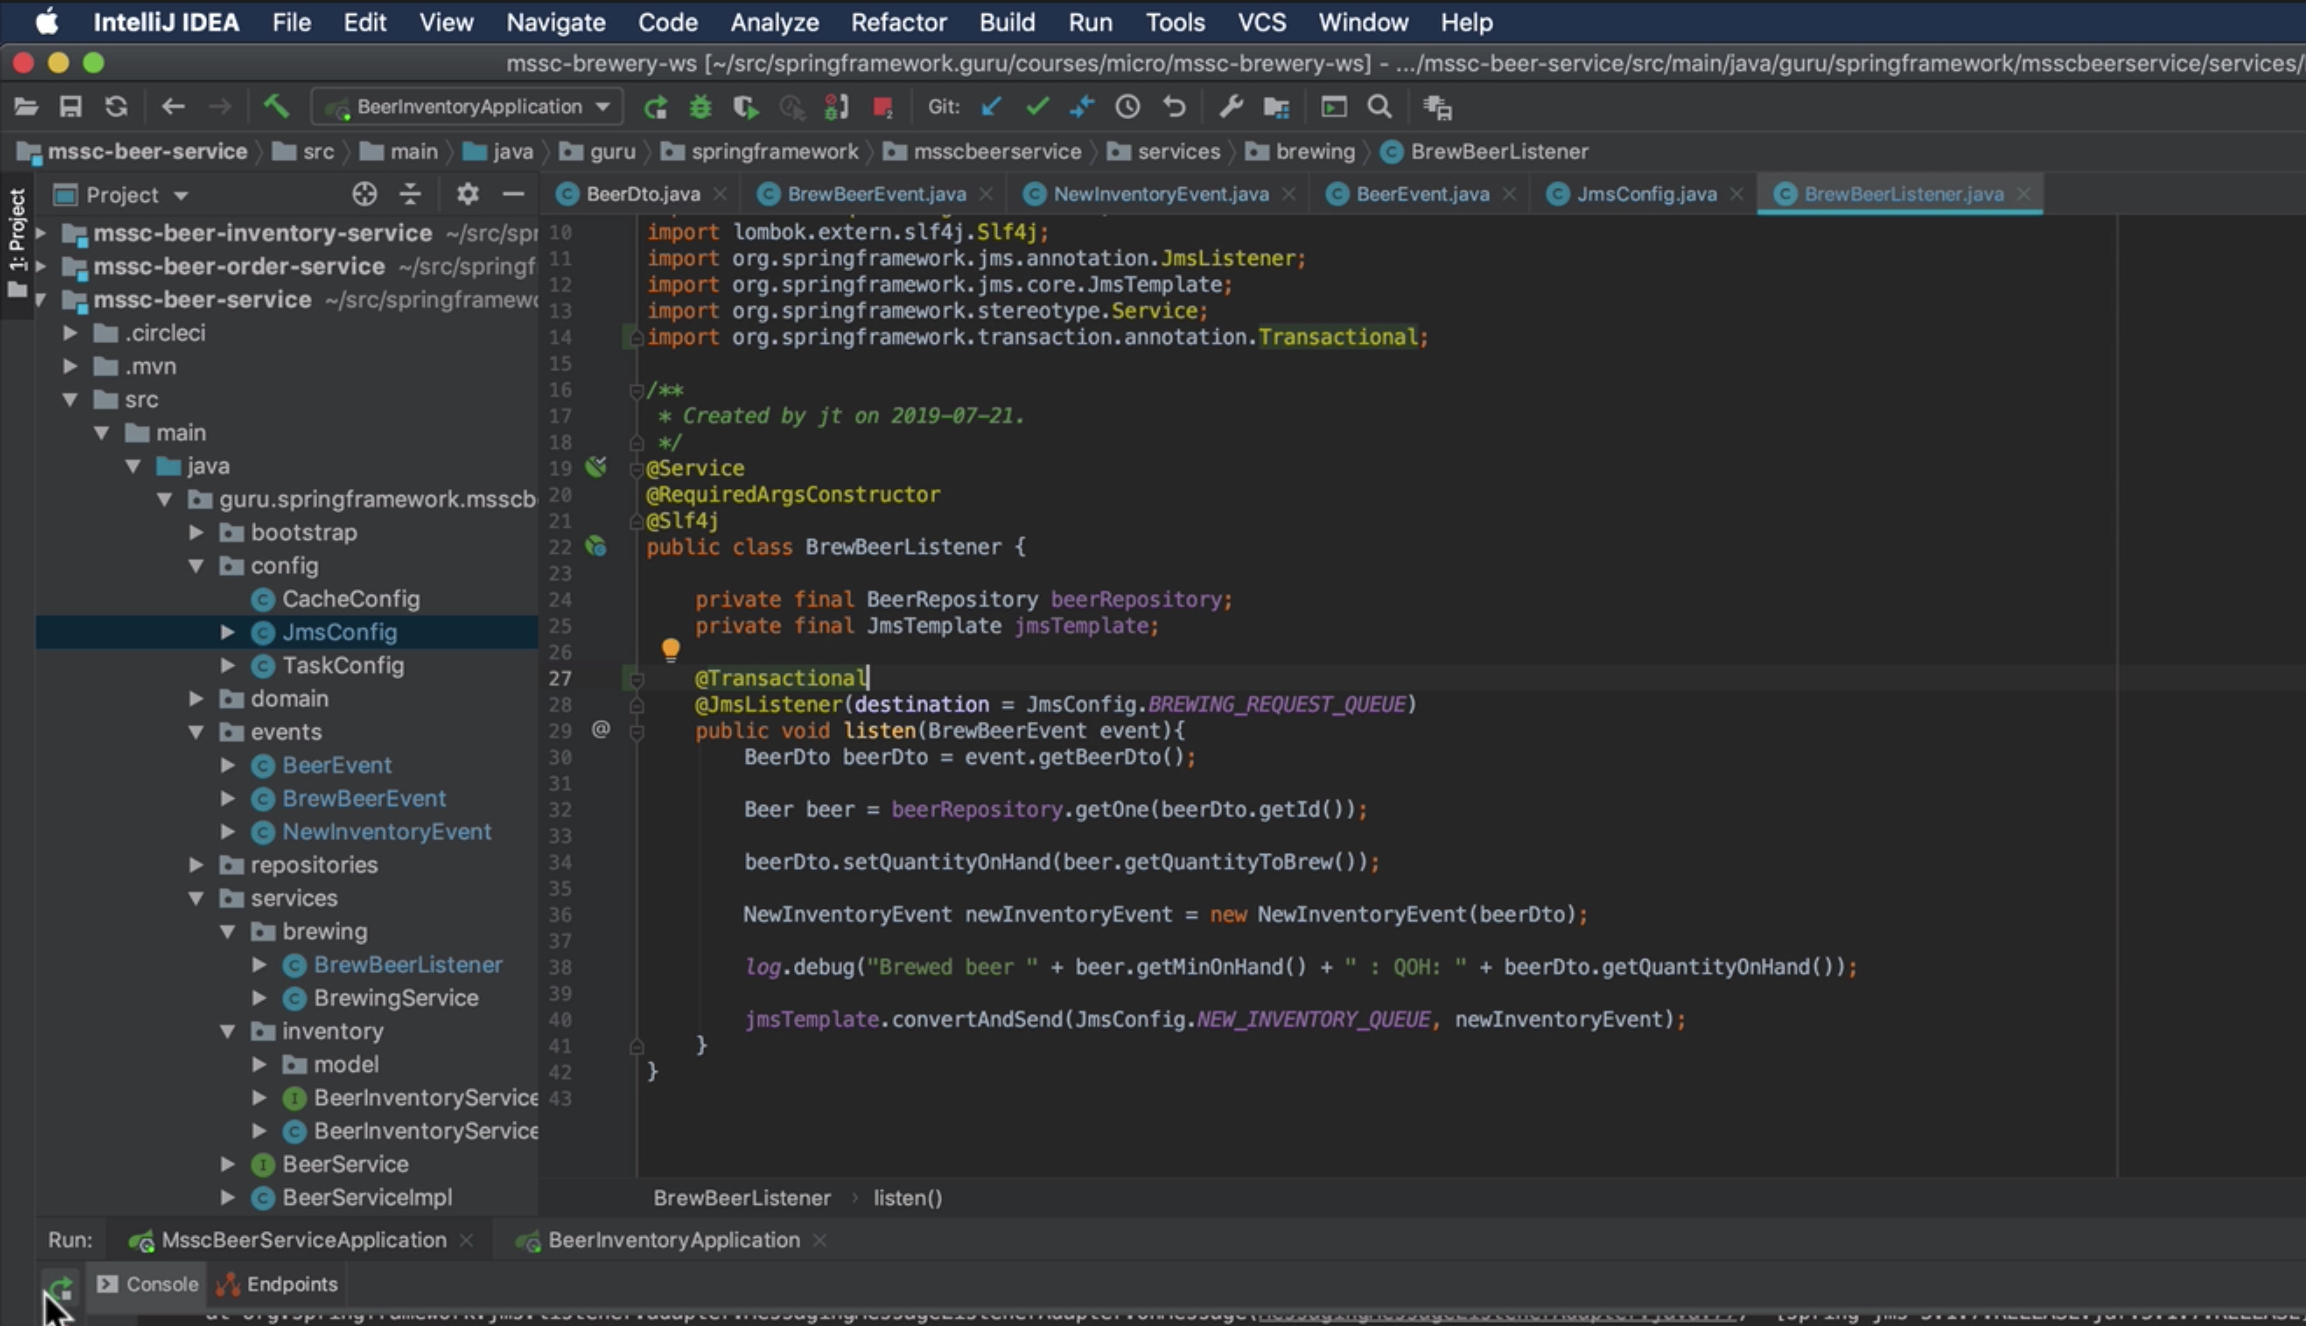 IntelliJ IDEA File Edit View Navigate Code Analyze Refactor Build Run Tools VCS Window Help
mssc-brewery-ws [~/src/springframework.guru/courses/micro/mssc-brewery-ws] - .../mssc-beer-service/src/main/java/guru/springframework/msscbeerservice/services/
BeerInventoryApplication Git:
mssc-beer-service src main java guru springframework msscbeerservice services brewing BrewBeerListener
1: Project
Project
mssc-beer-inventory-service ~/src/spr
mssc-beer-order-service ~/src/springf
mssc-beer-service ~/src/springframewo
.circleci
.mvn
src
main
java
guru.springframework.msscb
bootstrap
config
CacheConfig
JmsConfig
TaskConfig
domain
events
BeerEvent
BrewBeerEvent
NewInventoryEvent
repositories
services
brewing
BrewBeerListener
BrewingService
inventory
model
BeerInventoryService
BeerInventoryService
BeerService
BeerServiceImpl
BeerDto.java BrewBeerEvent.java NewInventoryEvent.java BeerEvent.java JmsConfig.java BrewBeerListener.java
10 import lombok.extern.slf4j.Slf4j;
11 import org.springframework.jms.annotation.JmsListener;
12 import org.springframework.jms.core.JmsTemplate;
13 import org.springframework.stereotype.Service;
14 import org.springframework.transaction.annotation.Transactional;
15
16 /**
17 * Created by jt on 2019-07-21.
18 */
19 @Service
20 @RequiredArgsConstructor
21 @Slf4j
22 public class BrewBeerListener {
23
24 private final BeerRepository beerRepository;
25 private final JmsTemplate jmsTemplate;
26
27 @Transactional
28 @JmsListener(destination = JmsConfig.BREWING_REQUEST_QUEUE)
29 @ public void listen(BrewBeerEvent event){
30 BeerDto beerDto = event.getBeerDto();
31
32 Beer beer = beerRepository.getOne(beerDto.getId());
33
34 beerDto.setQuantityOnHand(beer.getQuantityToBrew());
35
36 NewInventoryEvent newInventoryEvent = new NewInventoryEvent(beerDto);
37
38 log.debug("Brewed beer " + beer.getMinOnHand() + " : QOH: " + beerDto.getQuantityOnHand());
39
40 jmsTemplate.convertAndSend(JmsConfig.NEW_INVENTORY_QUEUE, newInventoryEvent);
41 }
42 }
43
BrewBeerListener › listen()
Run: MsscBeerServiceApplication BeerInventoryApplication
Console Endpoints